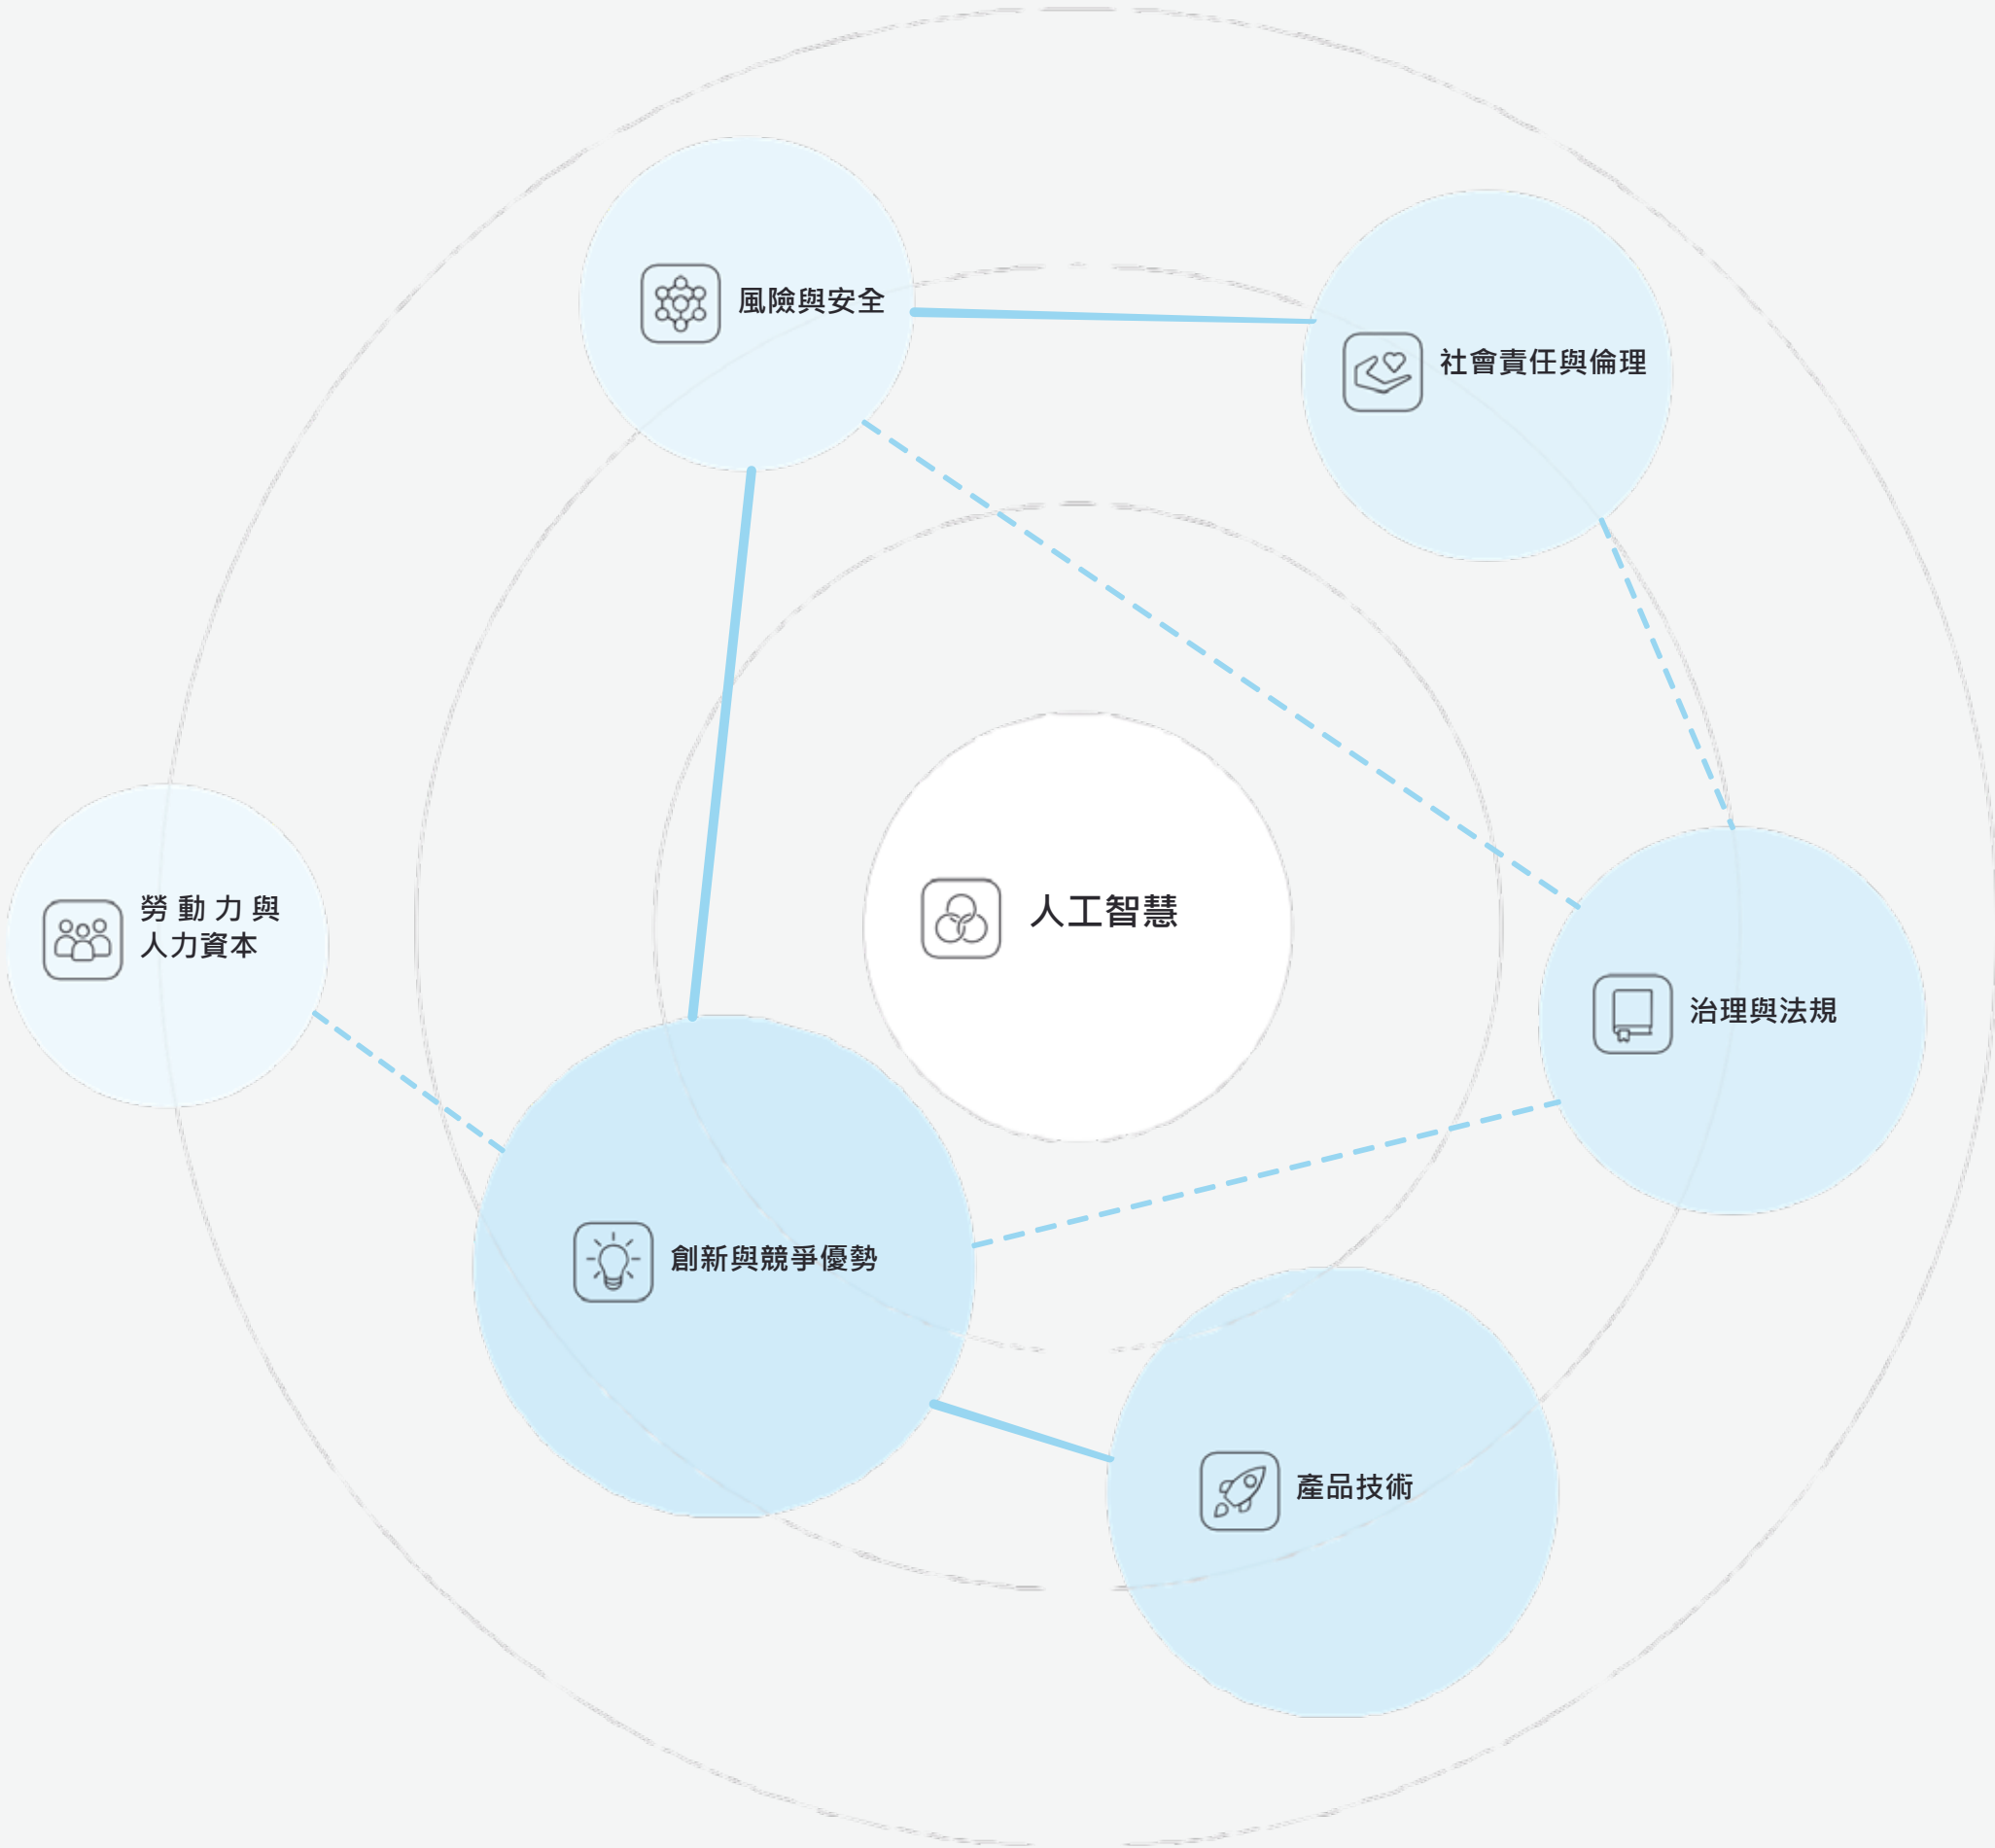 風險與安全
社會責任與倫理
勞動力與
人力資本
人工智慧
治理與法規
創新與競爭優勢
產品技術